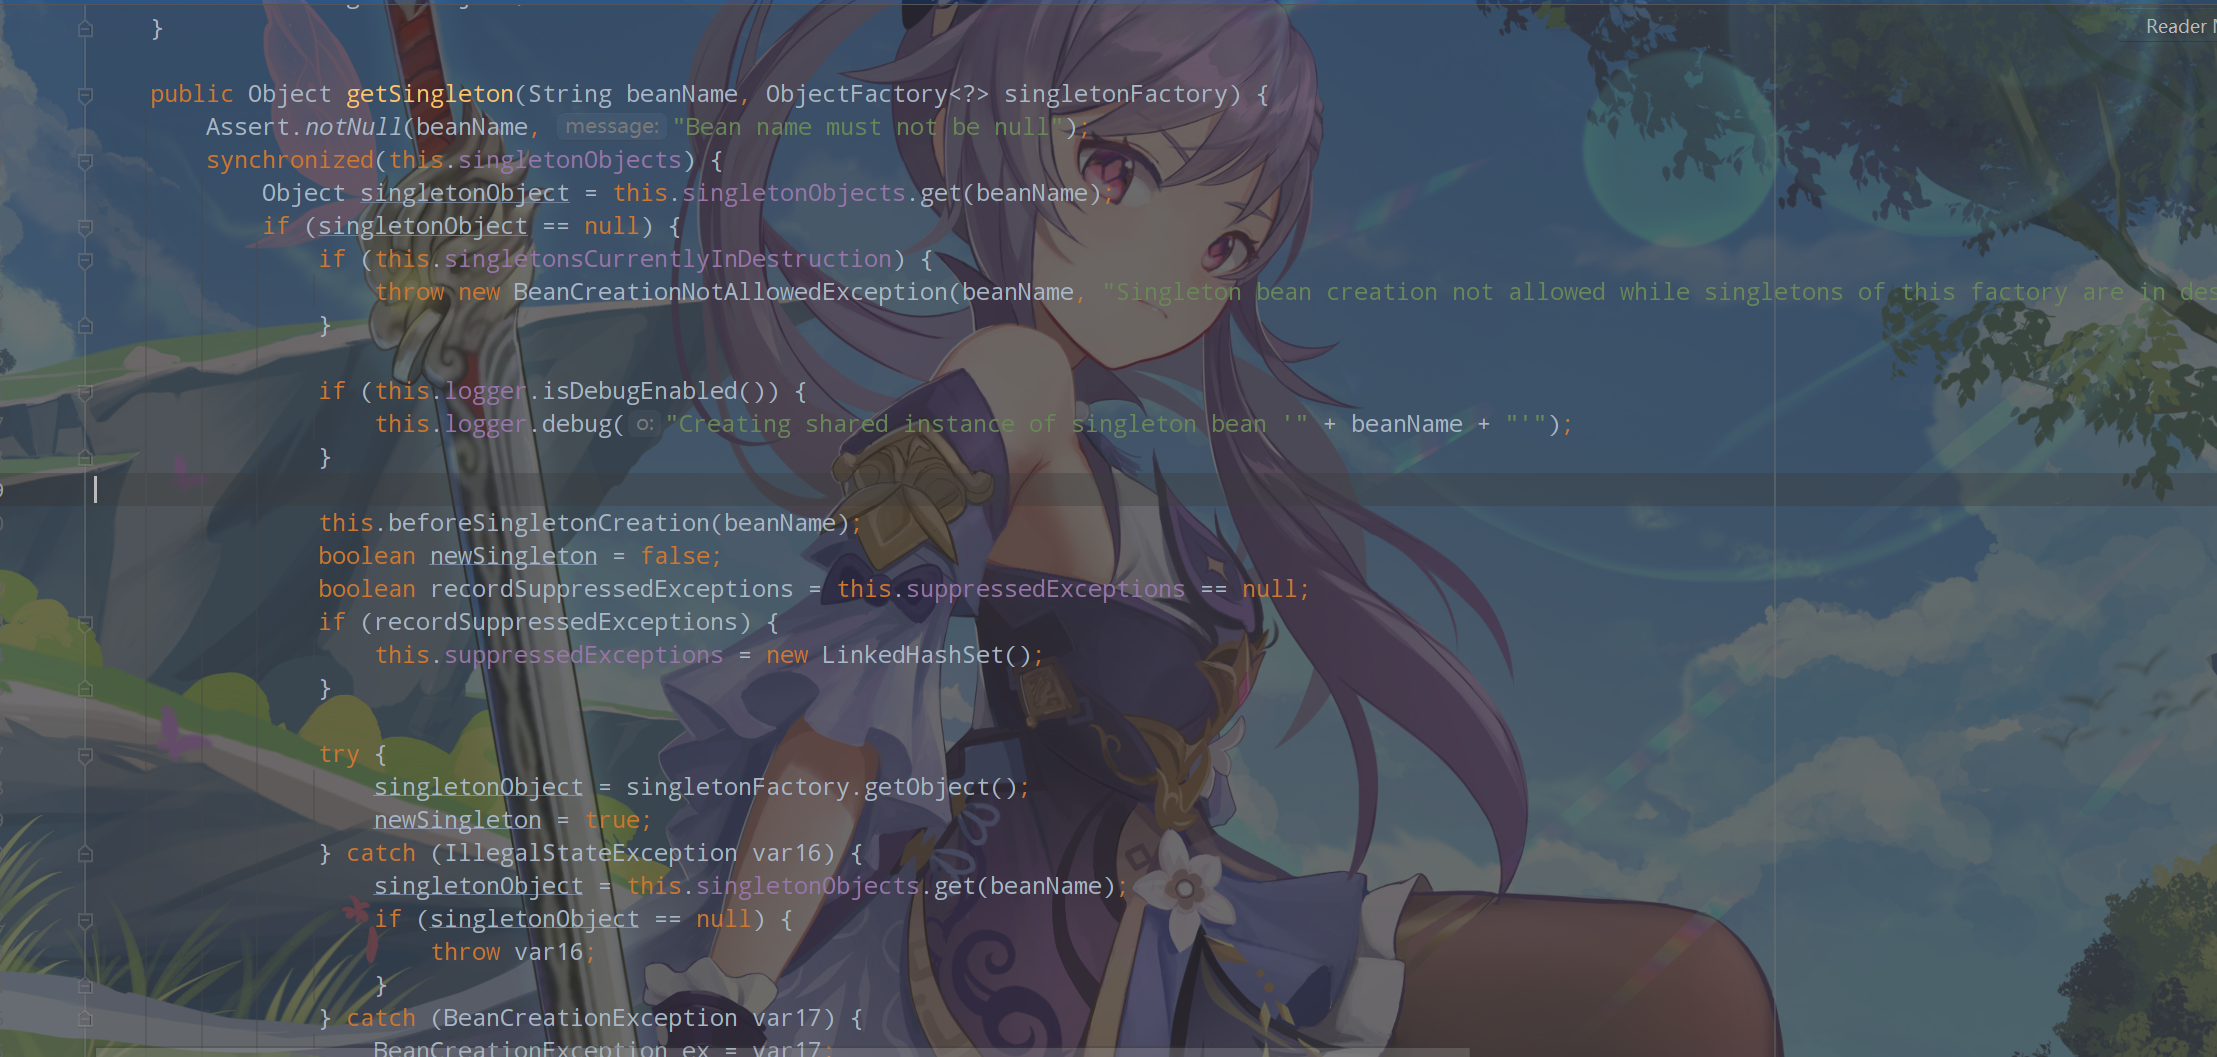 }
Reader
public Object getSingleton(String beanName, ObjectFactory<?> singletonFactory) {
Assert.notNull(beanName, message: "Bean name must not be null");
synchronized(this.singletonObjects) {
Object singletonObject = this.singletonObjects.get(beanName);
if (singletonObject == null) {
if (this.singletonsCurrentlyInDestruction) {
throw new BeanCreationNotAllowedException(beanName, "Singleton bean creation not allowed while singletons of this factory are in des
}
if (this.logger.isDebugEnabled()) {
this.logger.debug( o: "Creating shared instance of singleton bean '" + beanName + "'");
}
this.beforeSingletonCreation(beanName);
boolean newSingleton = false;
boolean recordSuppressedExceptions = this.suppressedExceptions == null;
if (recordSuppressedExceptions) {
this.suppressedExceptions = new LinkedHashSet();
}
try {
singletonObject = singletonFactory.getObject();
newSingleton = true;
} catch (IllegalStateException var16) {
singletonObject = this.singletonObjects.get(beanName);
if (singletonObject == null) {
throw var16;
}
} catch (BeanCreationException var17) {
BeanCreationException ex = var17;